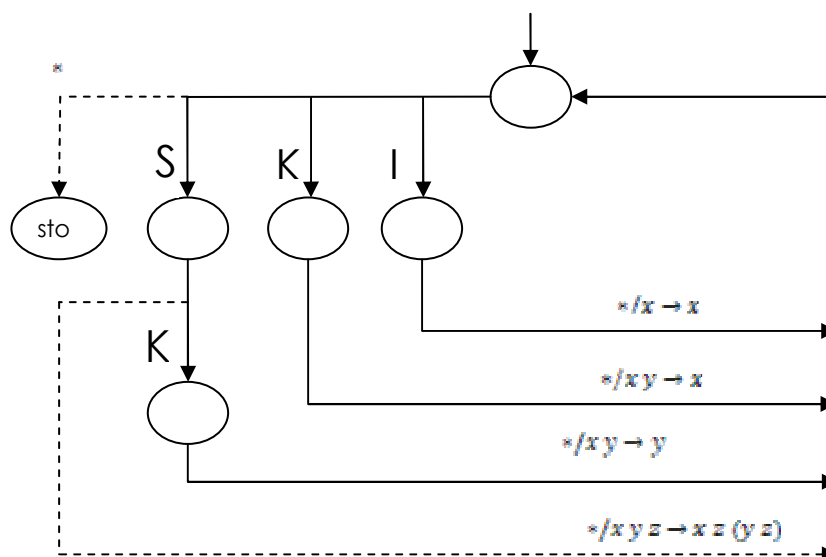 *
S K I
sto
*/x → x
K
*/x y → x
*/x y → y
*/x y z → x z (y z)